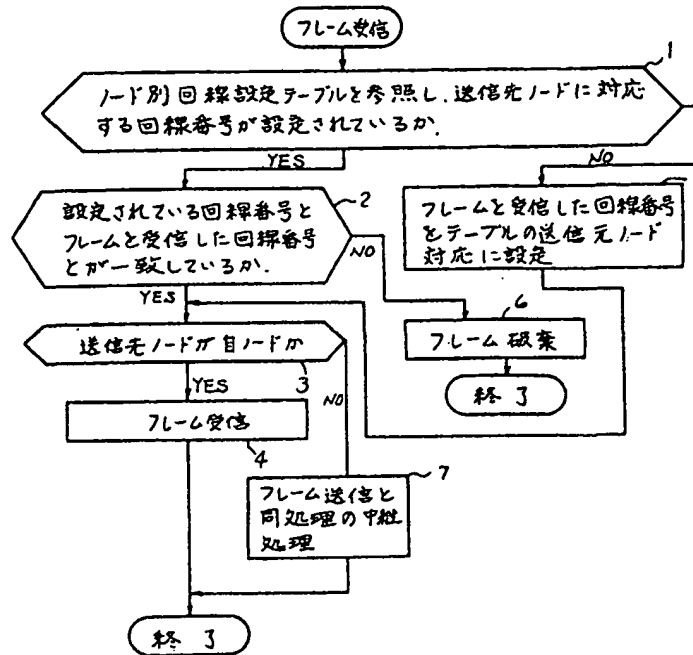 フレーム受信
1
ノード別回線設定テーブルを参照し、送信先ノードに対応
する回線番号が設定されているか.
YES
NO
2
設定されている回線番号と
フレームを受信した回線番号
とが一致しているか.
NO
YES
フレームを受信した回線番号
をテーブルの送信元ノード
対応に設定
6
フレーム破棄
終了
送信先ノードが自ノードか
3
YES
NO
フレーム受信
4
7
フレーム送信と
同処理の中継
処理
終了